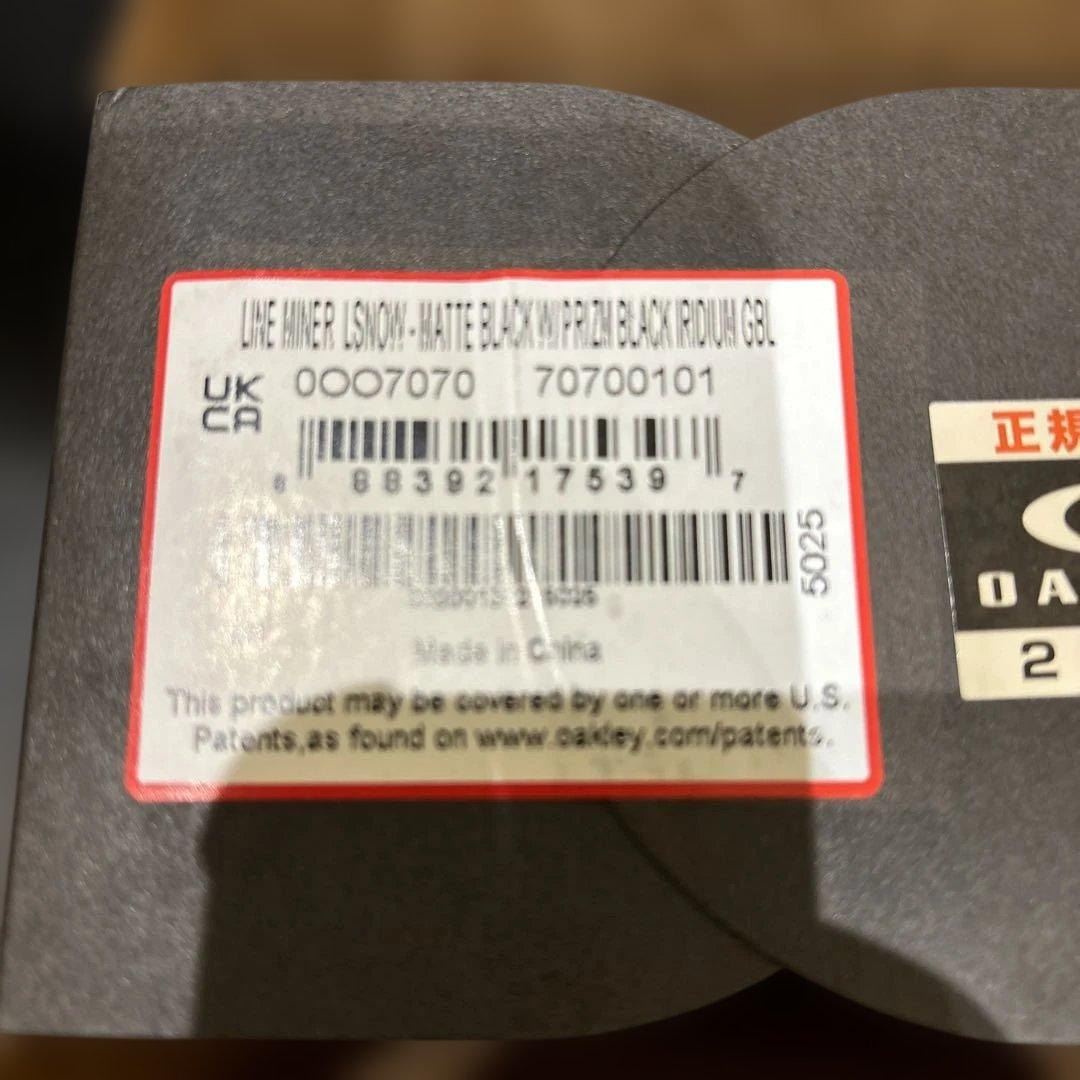 LINE MINER L SNOW - MATTE BLACK W/PRIZM BLACK IRIDIUM GBL
UK
CA
0OO7070 70700101
8 88392 17539 7
5025
Made in China
This product may be covered by one or more U.S.
Patents,as found on www.oakley.com/patents.
正規
OA
2